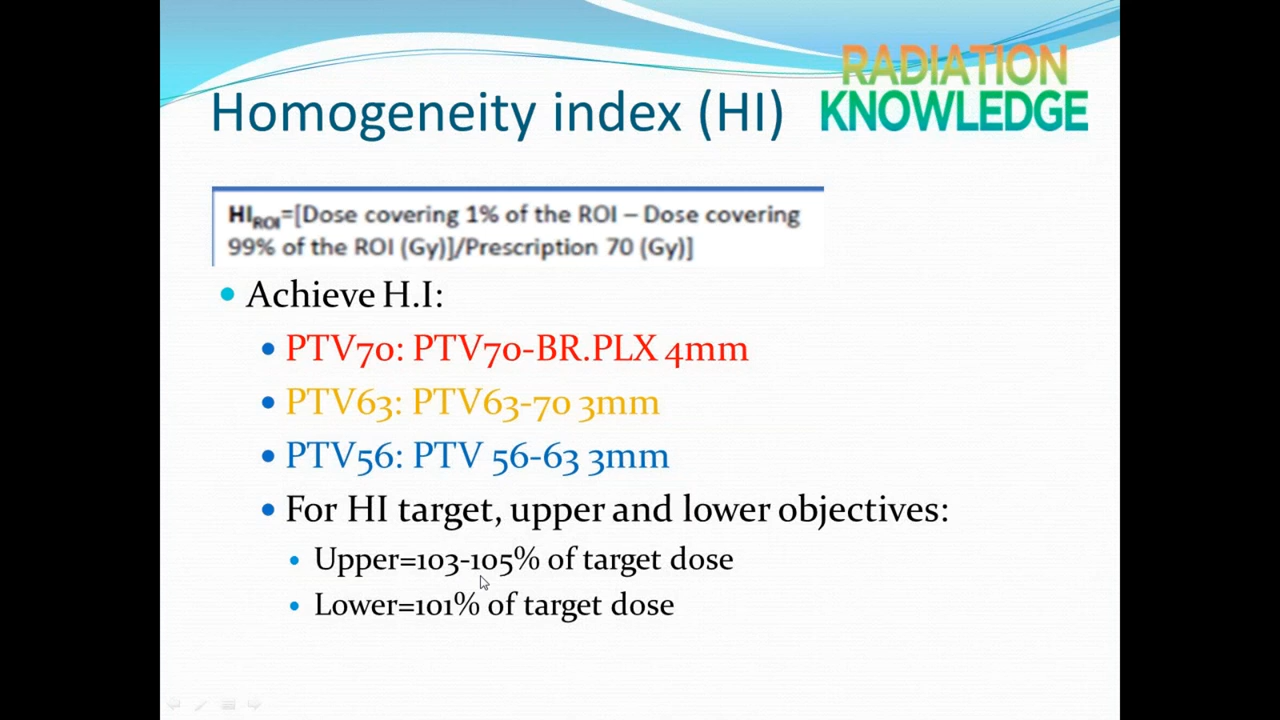 RADIATION
KNOWLEDGE
Homogeneity index (HI)
HIROI=[Dose covering 1% of the ROI – Dose covering
99% of the ROI (Gy)]/Prescription 70 (Gy)]
• Achieve H.I:
• PTV70: PTV70-BR.PLX 4mm
• PTV63: PTV63-70 3mm
• PTV56: PTV 56-63 3mm
• For HI target, upper and lower objectives:
• Upper=103-105% of target dose
• Lower=101% of target dose